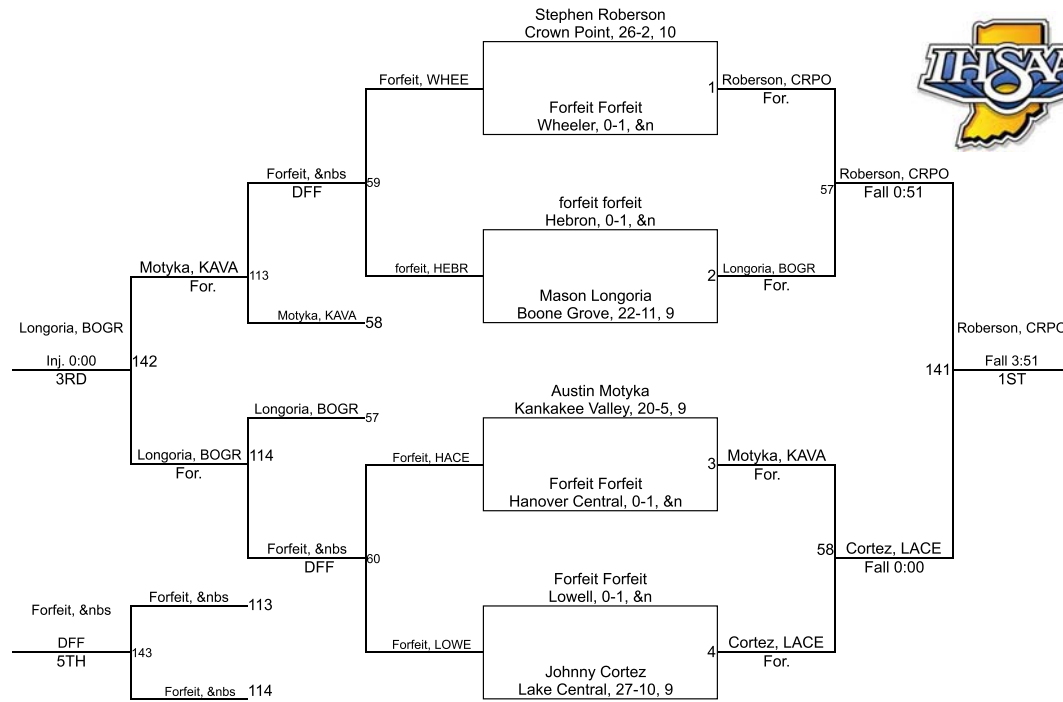 Stephen Roberson
Crown Point, 26-2, 10
IHSAA
Forfeit, WHEE
1
Roberson, CRPO
For.
Forfeit Forfeit
Wheeler, 0-1, &n
Forfeit, &nbs
DFF
59
57
Roberson, CRPO
Fall 0:51
forfeit forfeit
Hebron, 0-1, &n
Motyka, KAVA
For.
113
forfeit, HEBR
2
Longoria, BOGR
For.
Mason Longoria
Boone Grove, 22-11, 9
Motyka, KAVA
58
Longoria, BOGR
Inj. 0:00
3RD
142
141
Roberson, CRPO
Fall 3:51
1ST
Austin Motyka
Kankakee Valley, 20-5, 9
Longoria, BOGR
57
Longoria, BOGR
For.
114
Forfeit, HACE
3
Motyka, KAVA
For.
Forfeit Forfeit
Hanover Central, 0-1, &n
Forfeit, &nbs
DFF
60
58
Cortez, LACE
Fall 0:00
Forfeit Forfeit
Lowell, 0-1, &n
Forfeit, &nbs
DFF
5TH
143
Forfeit, &nbs
113
Forfeit, LOWE
4
Cortez, LACE
For.
Johnny Cortez
Lake Central, 27-10, 9
Forfeit, &nbs
114